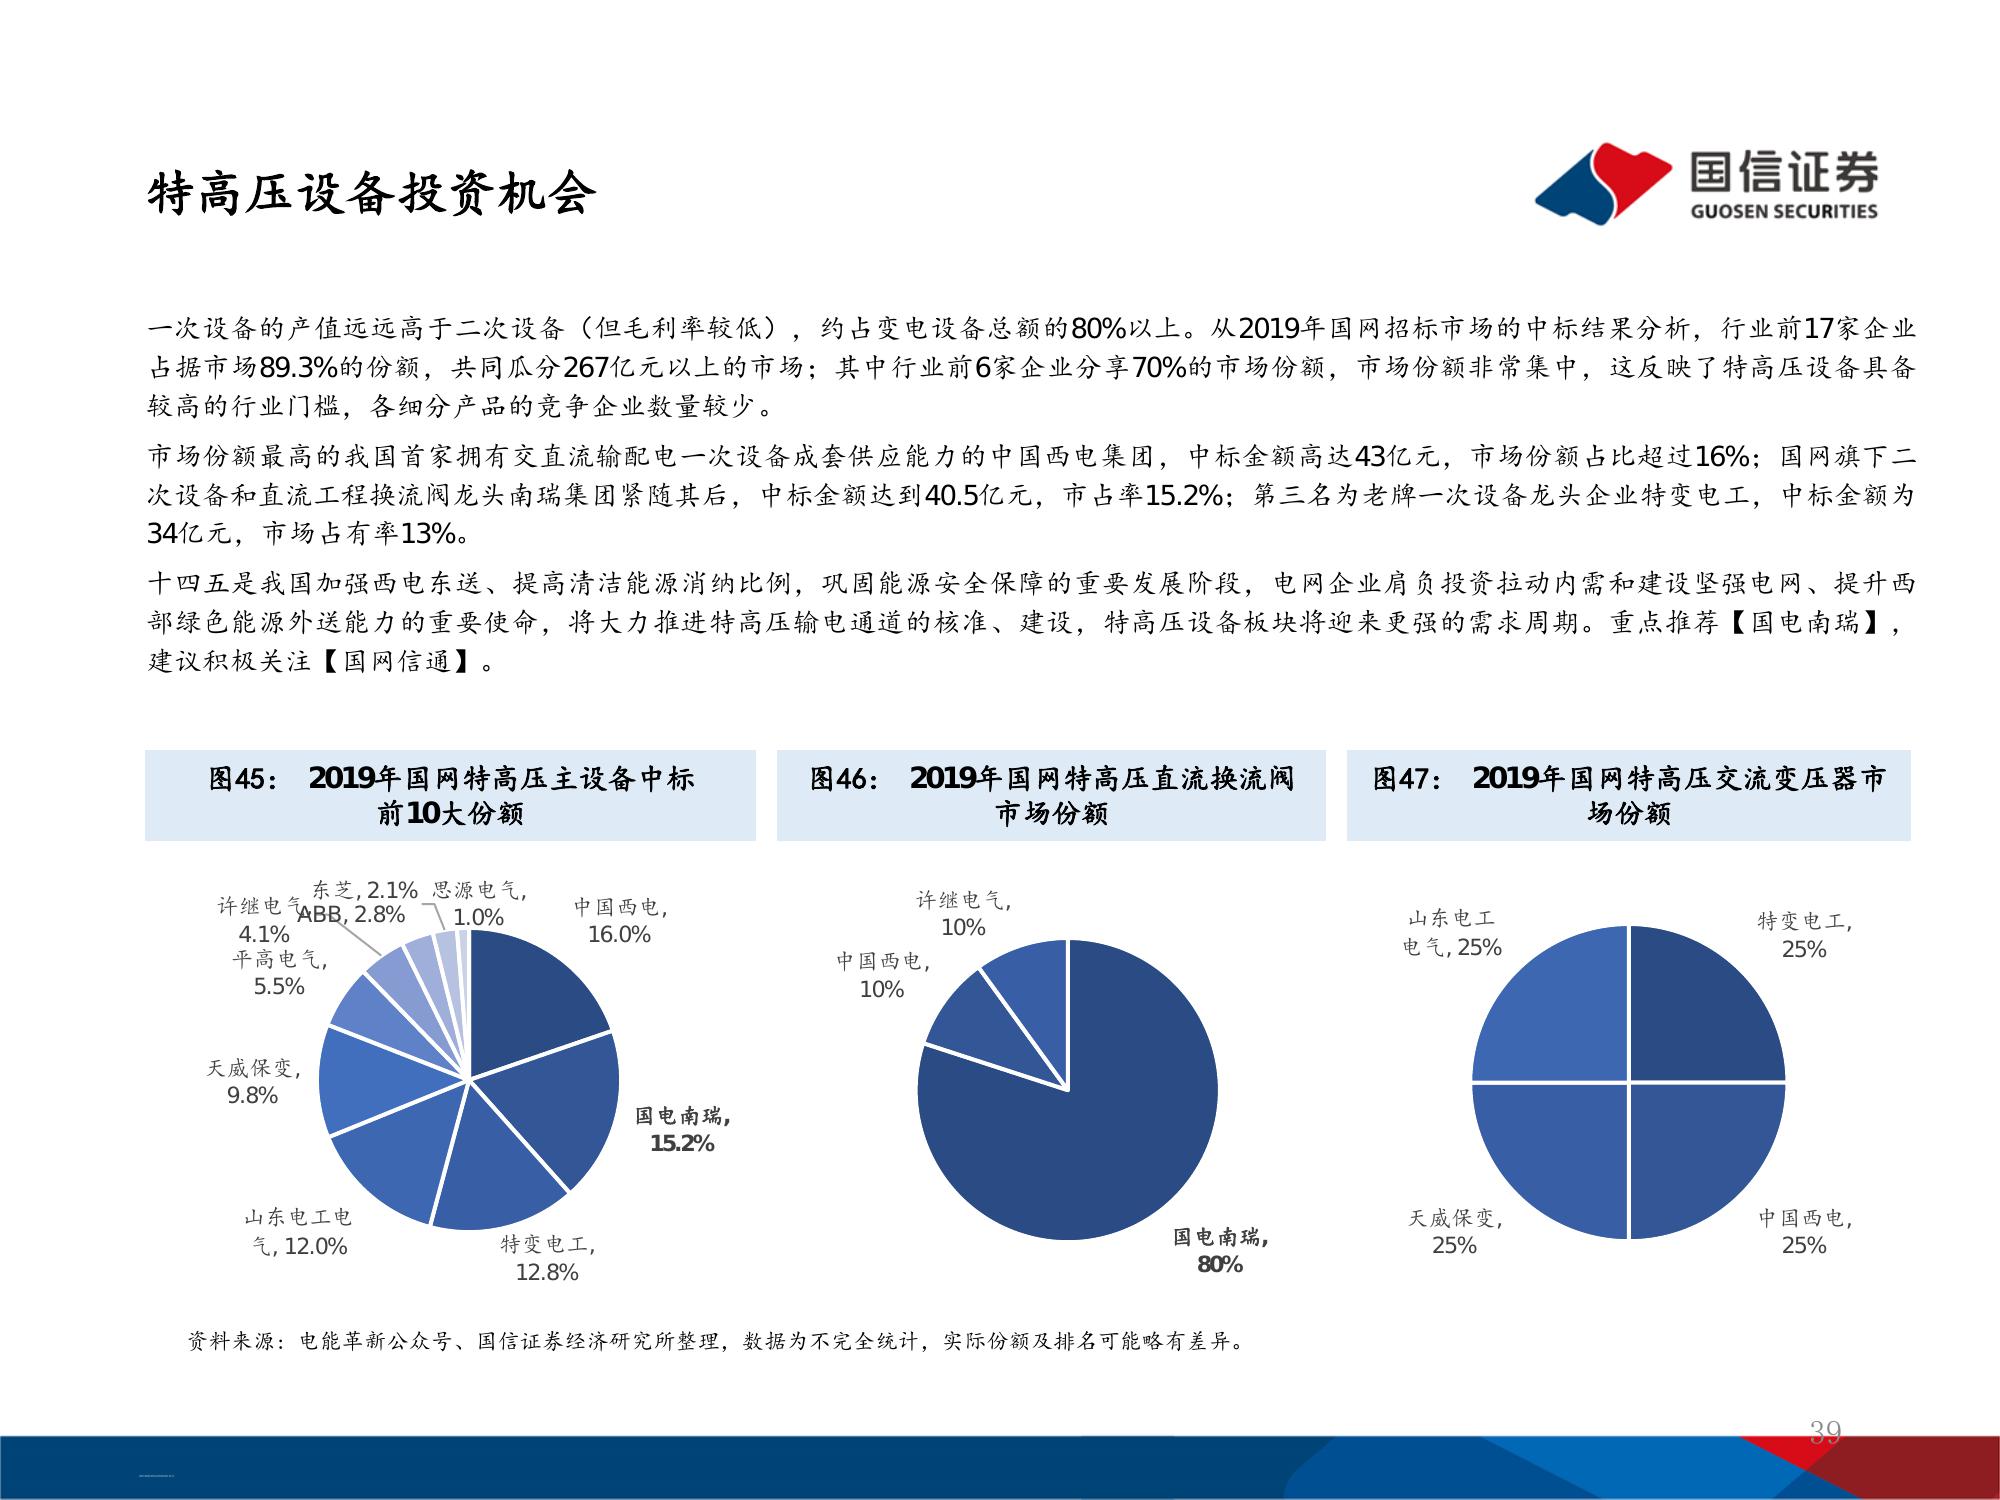 特高压设备投资机会
国信证券
GUOSEN SECURITIES
一次设备的产值远远高于二次设备（但毛利率较低），约占变电设备总额的80%以上。从2019年国网招标市场的中标结果分析，行业前17家企业
占据市场89.3%的份额，共同瓜分267亿元以上的市场；其中行业前6家企业分享70%的市场份额，市场份额非常集中，这反映了特高压设备具备
较高的行业门槛，各细分产品的竞争企业数量较少。
市场份额最高的我国首家拥有交直流输配电一次设备成套供应能力的中国西电集团，中标金额高达43亿元，市场份额占比超过16%；国网旗下二
次设备和直流工程换流阀龙头南瑞集团紧随其后，中标金额达到40.5亿元，市占率15.2%；第三名为老牌一次设备龙头企业特变电工，中标金额为
34亿元，市场占有率13%。
十四五是我国加强西电东送、提高清洁能源消纳比例，巩固能源安全保障的重要发展阶段，电网企业肩负投资拉动内需和建设坚强电网、提升西
部绿色能源外送能力的重要使命，将大力推进特高压输电通道的核准、建设，特高压设备板块将迎来更强的需求周期。重点推荐【国电南瑞】，
建议积极关注【国网信通】。
图45： 2019年国网特高压主设备中标
前10大份额
许继电气,
4.1%
东芝, 2.1%
ABB, 2.8%
思源电气,
1.0%
中国西电,
16.0%
平高电气,
5.5%
天威保变,
9.8%
国电南瑞,
15.2%
山东电工电
气, 12.0%
特变电工,
12.8%
图46： 2019年国网特高压直流换流阀
市场份额
许继电气,
10%
中国西电,
10%
国电南瑞,
80%
图47： 2019年国网特高压交流变压器市
场份额
山东电工
电气, 25%
特变电工,
25%
天威保变,
25%
中国西电,
25%
资料来源：电能革新公众号、国信证券经济研究所整理，数据为不完全统计，实际份额及排名可能略有差异。
39